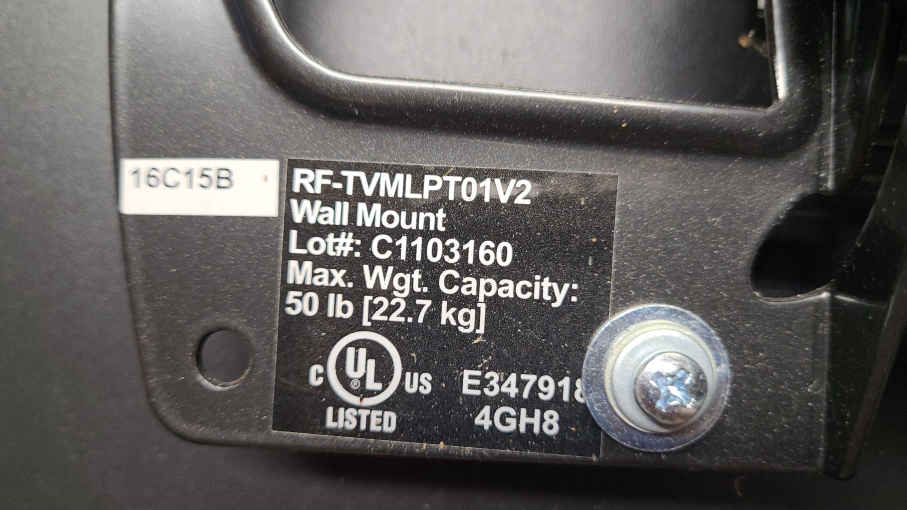 16C15B
RF-TVMLPT01V2
Wall Mount
Lot#: C1103160
Max. Wgt. Capacity:
50 lb [22.7 kg]
C UL ® US
LISTED
E347918
4GH8